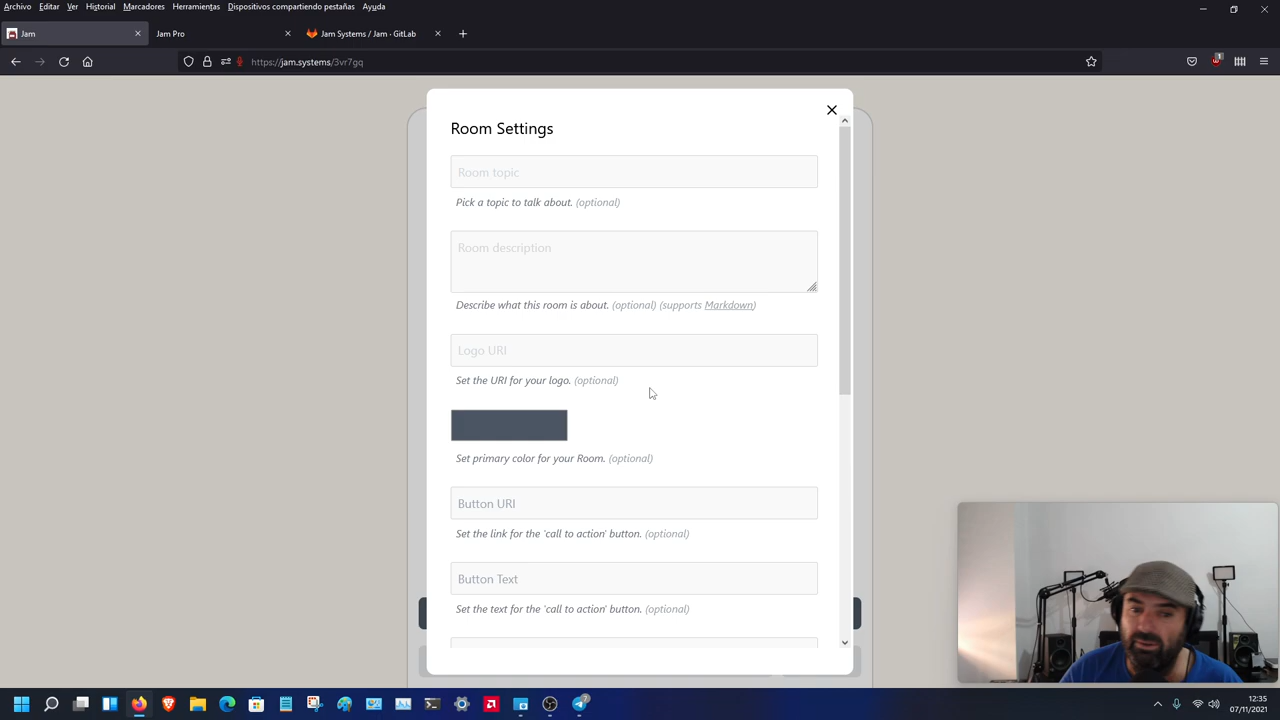 Archivo Editar Ver Historial Marcadores Herramientas Dispositivos compartiendo pestañas Ayuda
Jam
Jam Pro
Jam Systems / Jam · GitLab
https://jam.systems/3vr7gq
1
Room Settings
Room topic
Pick a topic to talk about. (optional)
Room description
Describe what this room is about. (optional) (supports Markdown)
Logo URI
Set the URI for your logo. (optional)
Set primary color for your Room. (optional)
Button URI
Set the link for the 'call to action' button. (optional)
Button Text
Set the text for the 'call to action' button. (optional)
7
12:35
07/11/2021